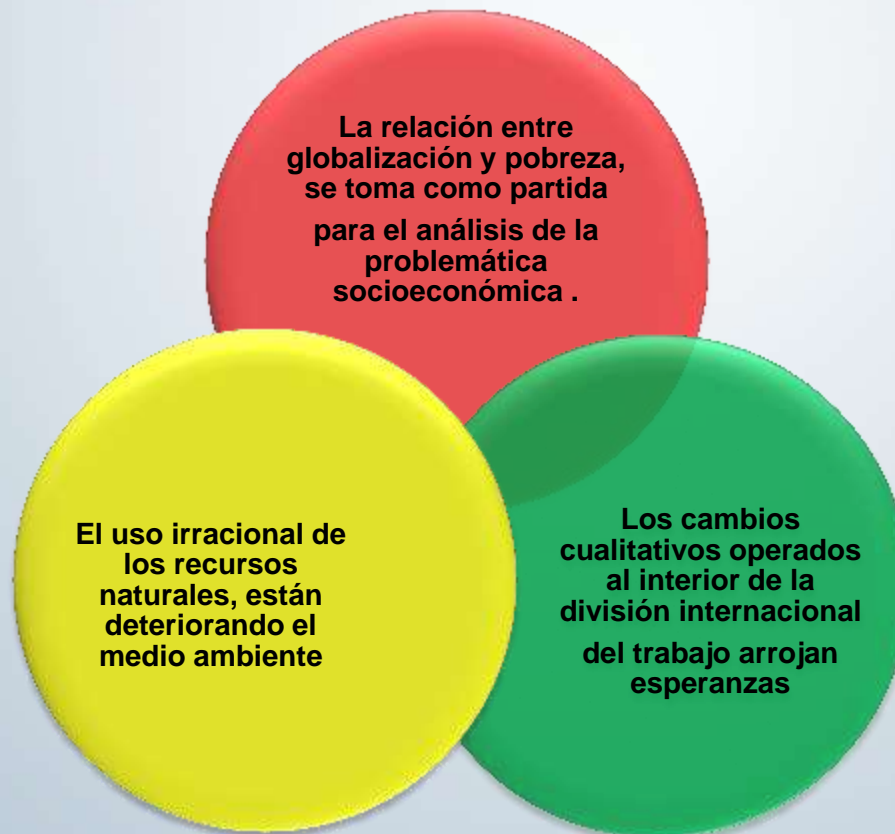 La relación entre
globalización y pobreza,
se toma como partida
para el análisis de la
problemática
socioeconómica .
El uso irracional de
los recursos
naturales, están
deteriorando el
medio ambiente
Los cambios
cualitativos operados
al interior de la
división internacional
del trabajo arrojan
esperanzas